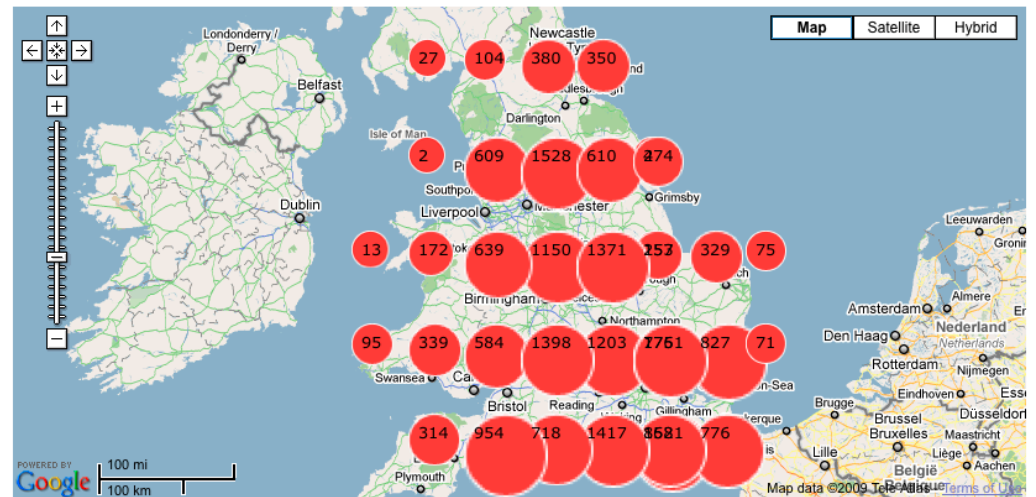 Map
Satellite
Hybrid
Newcastle
Londonderry /
Derry
Belfast
27
104
380
350
Darlington
Isle of Man
2
609
1528
610
Southpo
Grimsby
Liverpool
Dublin
13
172
639
1150
1371
329
75
Leeuwarden
Birmingham
Northampton
Amsterdam
Almere
Nederland
Netherlands
Den Haag
Rotterdam
Nijmegen
95
339
584
1398
1203
827
71
Swansea
Bristol
Reading
Gillingham
n-Sea
Eindhoven
Brugge
Düsseldorf
Brussel
Bruxelles
Maastricht
Lille
Liège
Aachen
België
314
954
718
1417
776
Plymouth
POWERED BY
Google
100 mi
100 km
Map data ©2009 Tele Atlas - Terms of Use